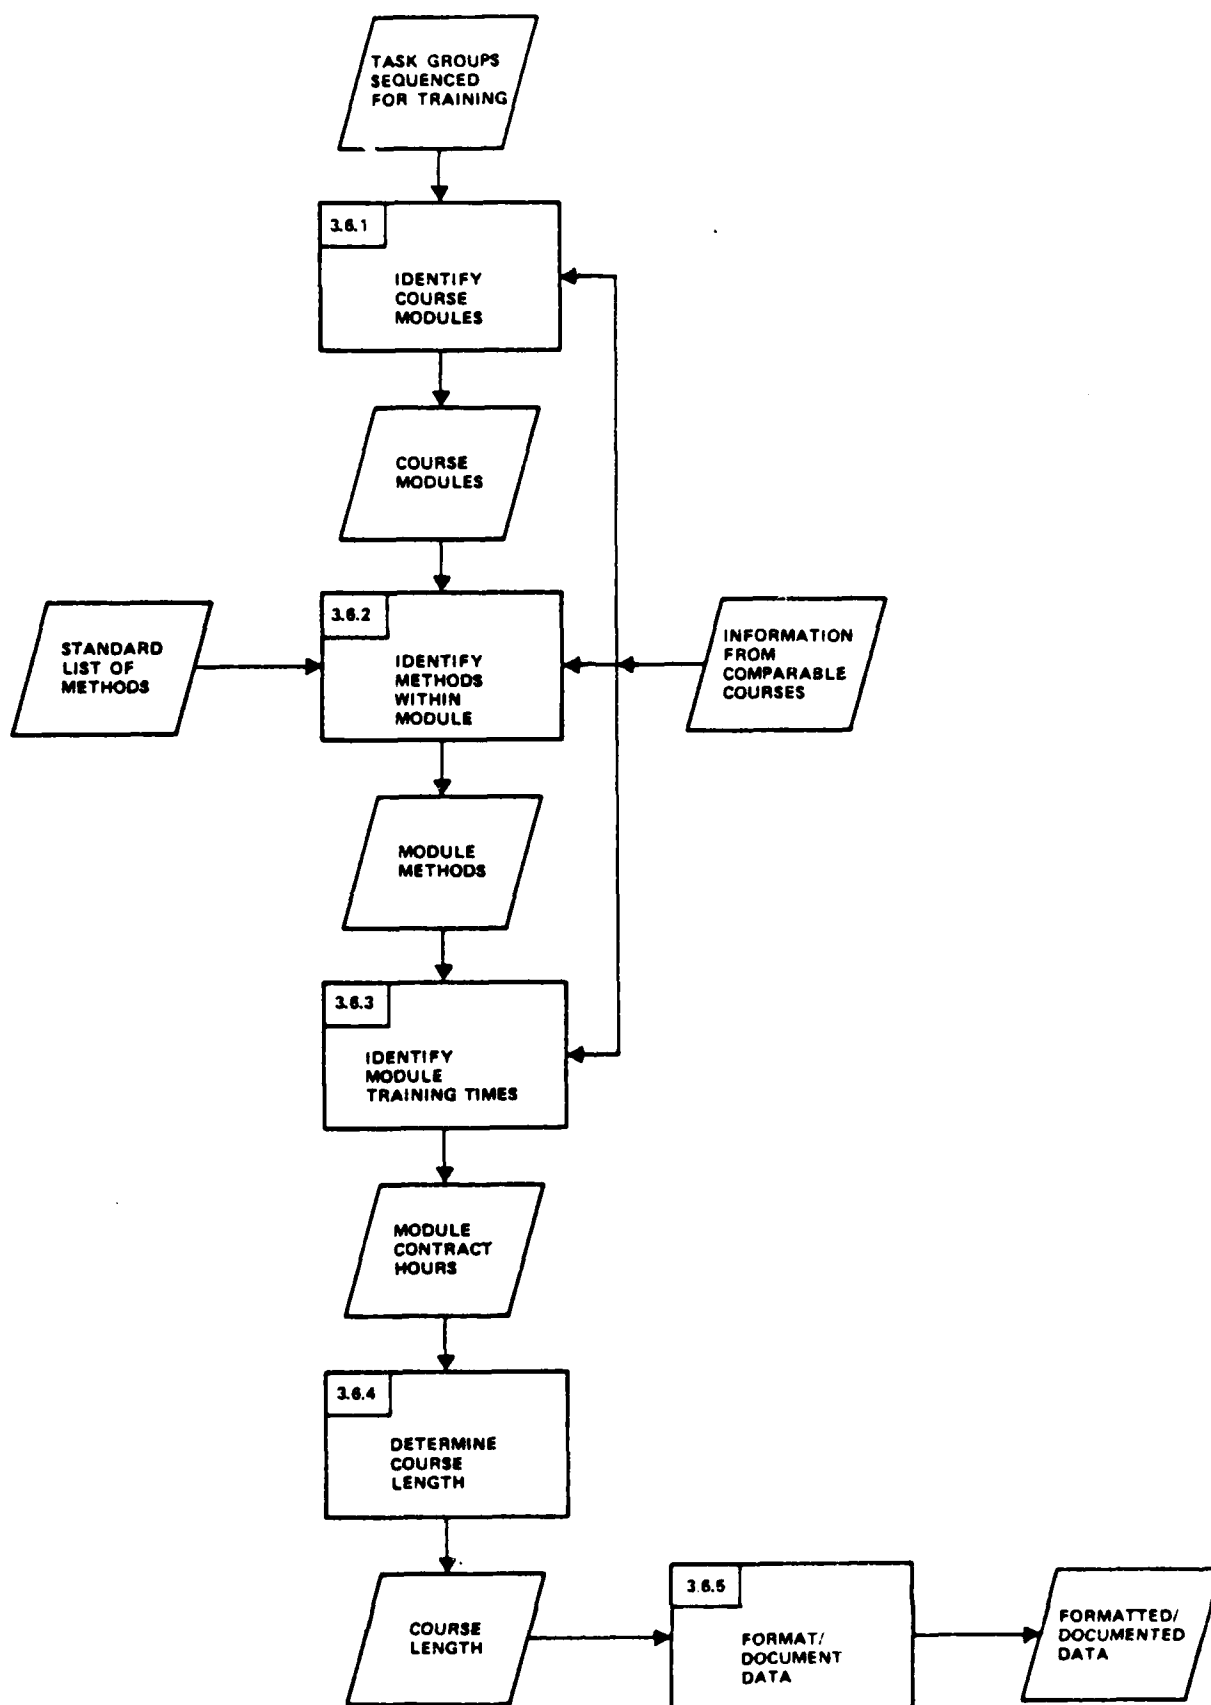 TASK GROUPS
SEQUENCED
FOR TRAINING
3.6.1
IDENTIFY
COURSE
MODULES
COURSE
MODULES
STANDARD
LIST OF
METHODS
3.6.2
IDENTIFY
METHODS
WITHIN
MODULE
INFORMATION
FROM
COMPARABLE
COURSES
MODULE
METHODS
3.6.3
IDENTIFY
MODULE
TRAINING TIMES
MODULE
CONTRACT
HOURS
3.6.4
DETERMINE
COURSE
LENGTH
COURSE
LENGTH
3.6.5
FORMAT/
DOCUMENT
DATA
FORMATTED/
DOCUMENTED
DATA